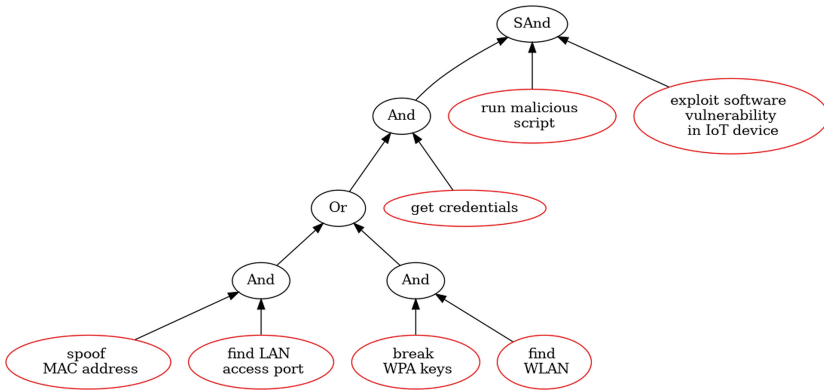 SAnd
And
run malicious
script
exploit software
vulnerability
in IoT device
Or
get credentials
And
And
spoof
MAC address
find LAN
access port
break
WPA keys
find
WLAN